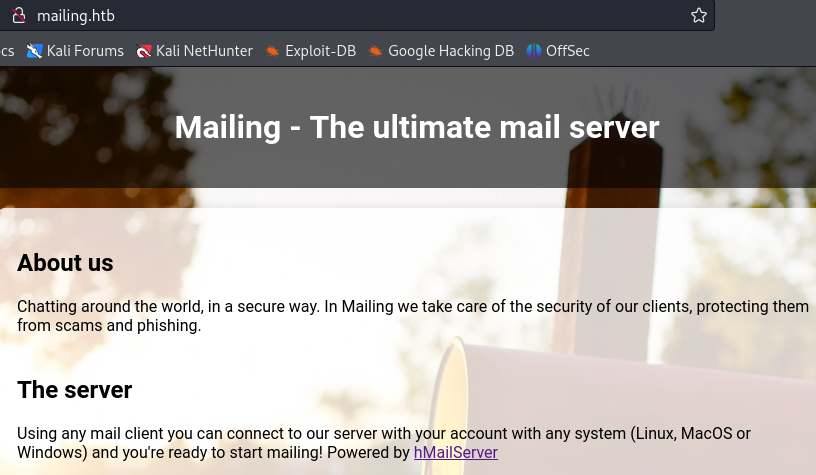 mailing.htb
cs Kali Forums Kali NetHunter Exploit-DB Google Hacking DB OffSec
Mailing - The ultimate mail server
About us
Chatting around the world, in a secure way. In Mailing we take care of the security of our clients, protecting them
from scams and phishing.
The server
Using any mail client you can connect to our server with your account with any system (Linux, MacOS or
Windows) and you're ready to start mailing! Powered by hMailServer